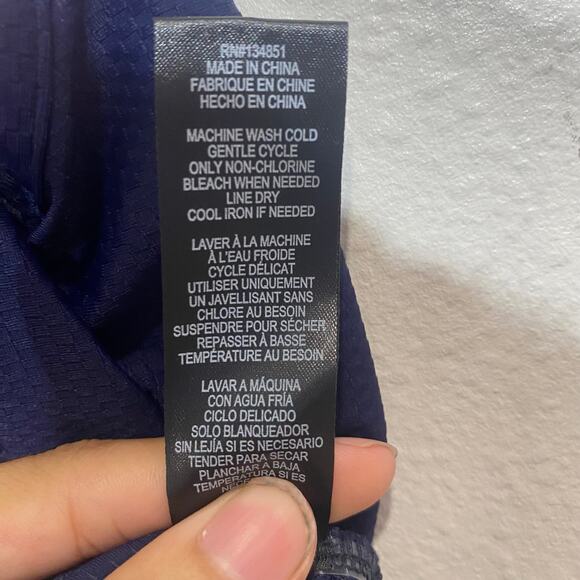 RN#134851
MADE IN CHINA
FABRIQUE EN CHINE
HECHO EN CHINA
MACHINE WASH COLD
GENTLE CYCLE
ONLY NON-CHLORINE
BLEACH WHEN NEEDED
LINE DRY
COOL IRON IF NEEDED
LAVER À LA MACHINE
À L'EAU FROIDE
CYCLE DÉLICAT
UTILISER UNIQUEMENT
UN JAVELLISANT SANS
CHLORE AU BESOIN
SUSPENDRE POUR SÉCHER
REPASSER À BASSE
TEMPÉRATURE AU BESOIN
LAVAR A MÁQUINA
CON AGUA FRÍA
CICLO DELICADO
SOLO BLANQUEADOR
SIN LEJÍA SI ES NECESARIO
TENDER PARA SECAR
PLANCHAR A BAJA
TEMPERATURA SI ES